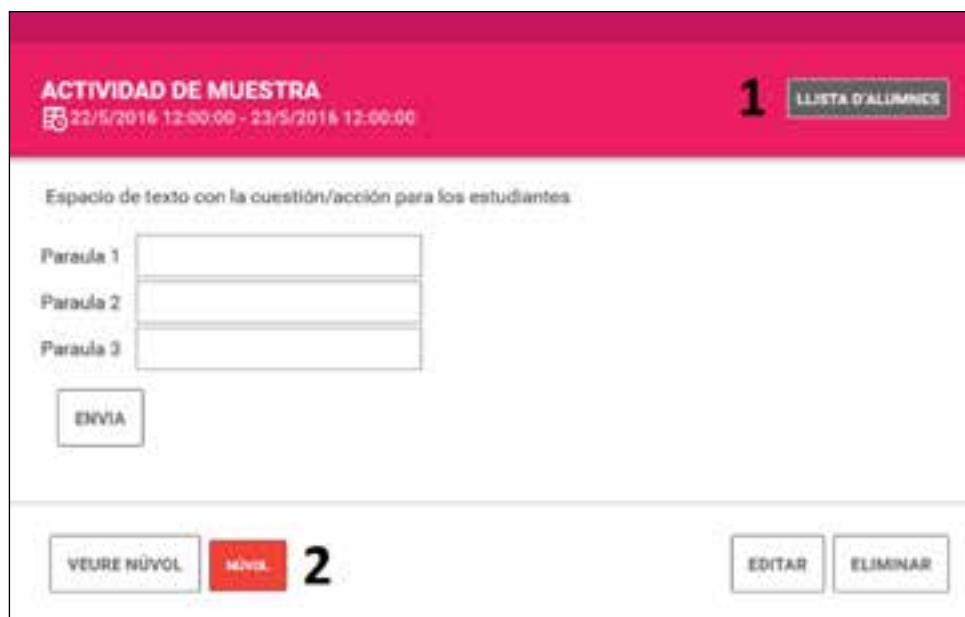 ACTIVIDAD DE MUESTRA
22/5/2016 12:00:00 - 23/5/2016 12:00:00
1
LLISTA D'ALUMNES
Espacio de texto con la cuestión/acción para los estudiantes
Paraula 1
Paraula 2
Paraula 3
ENVIA
VEURE NÚVOL
NÚVOL
2
EDITAR
ELIMINAR